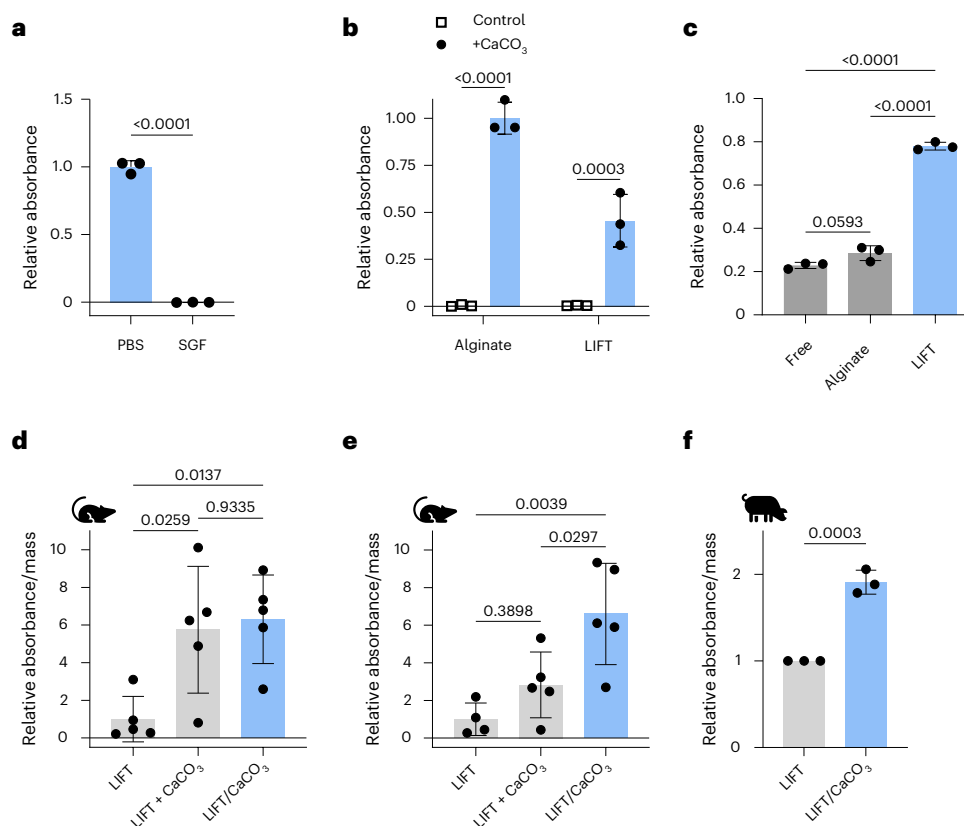 a
Relative absorbance
1.5
1.0
0.5
0
<0.0001
PBS
SGF
b
Control
+CaCO3
Relative absorbance
1.00
0.75
0.50
0.25
0
<0.0001
0.0003
Alginate
LIFT
c
Relative absorbance
1.0
0.8
0.6
0.4
0.2
0
<0.0001
<0.0001
0.0593
Free
Alginate
LIFT
d
Relative absorbance/mass
10
8
6
4
2
0
0.0137
0.9335
0.0259
LIFT
LIFT + CaCO3
LIFT/CaCO3
e
Relative absorbance/mass
10
8
6
4
2
0
0.0039
0.0297
0.3898
LIFT
LIFT + CaCO3
LIFT/CaCO3
f
Relative absorbance/mass
2
1
0
0.0003
LIFT
LIFT/CaCO3